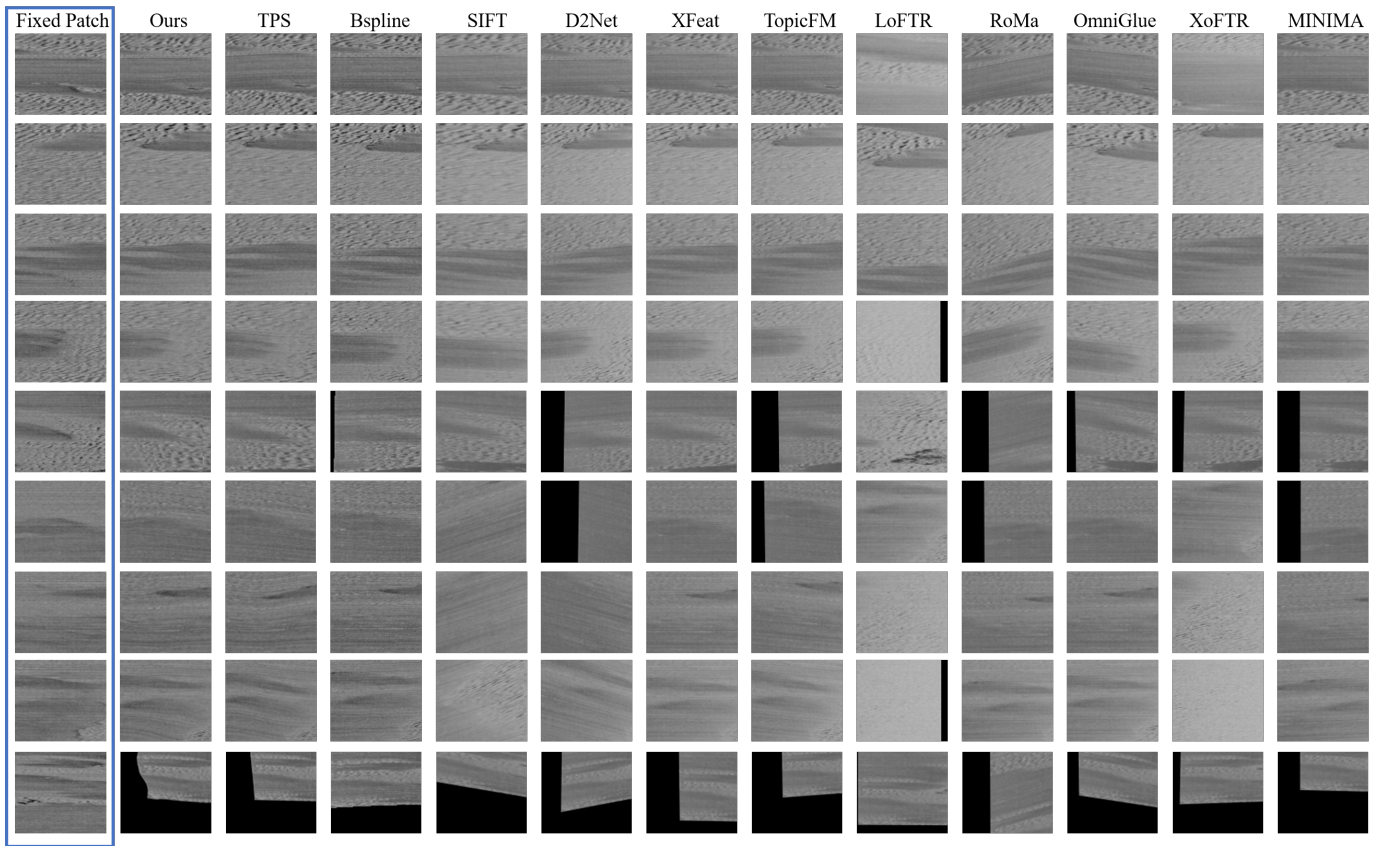 Fixed Patch Ours TPS Bspline SIFT D2Net XFeat TopicFM LoFTR RoMa OmniGlue XoFTR MINIMA